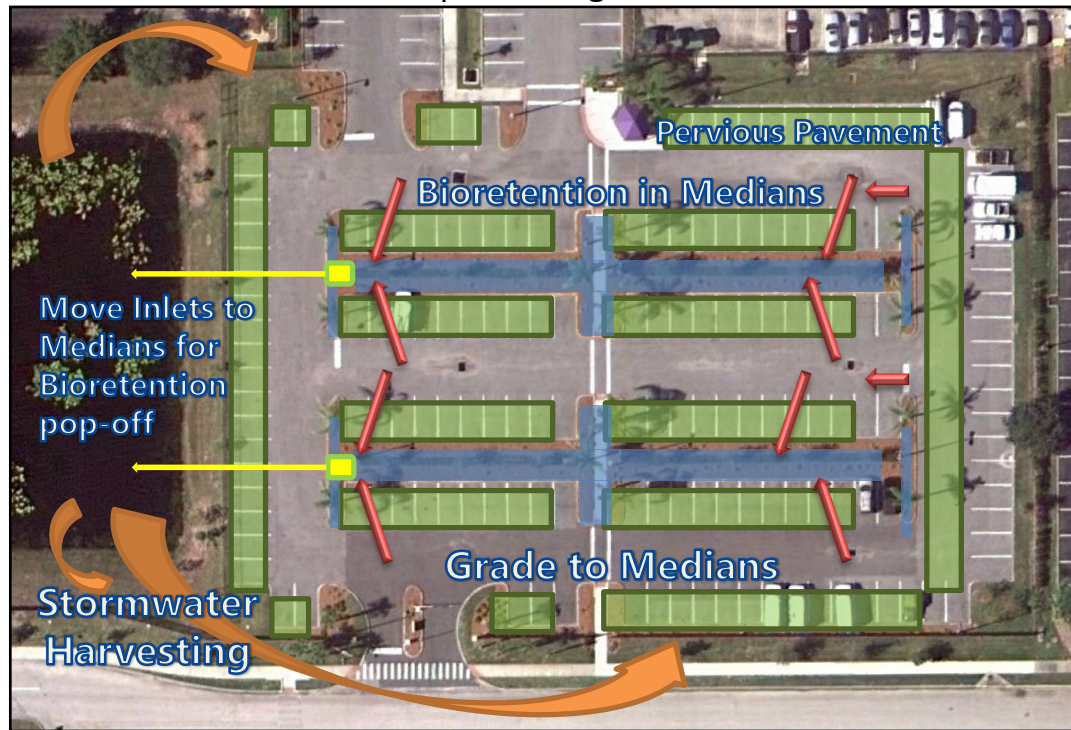 Pervious Pavement
Bioretention in Medians
Move Inlets to
Medians for
Bioretention
pop-off
Grade to Medians
Stormwater
Harvesting